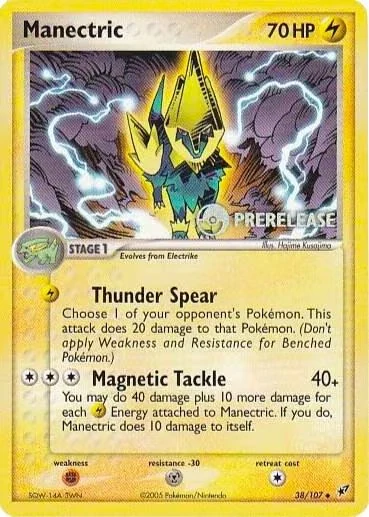 Manectric 70 HP
PRERELEASE
Illus. Hajime Kusajima
STAGE 1
Evolves from Electrike
Thunder Spear
Choose 1 of your opponent's Pokémon. This
attack does 20 damage to that Pokémon. (Don't
apply Weakness and Resistance for Benched
Pokémon.)
Magnetic Tackle 40+
You may do 40 damage plus 10 more damage for
each Energy attached to Manectric. If you do,
Manectric does 10 damage to itself.
weakness resistance -30 retreat cost
©2005 Pokémon/Nintendo 38/107